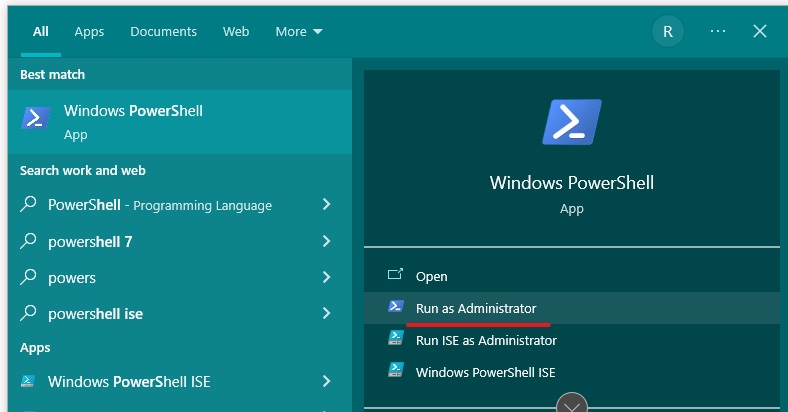 All Apps Documents Web More R ...
Best match
Windows PowerShell
App
Search work and web
PowerShell - Programming Language
powershell 7
powers
powershell ise
Apps
Windows PowerShell ISE
Windows PowerShell
App
Open
Run as Administrator
Run ISE as Administrator
Windows PowerShell ISE